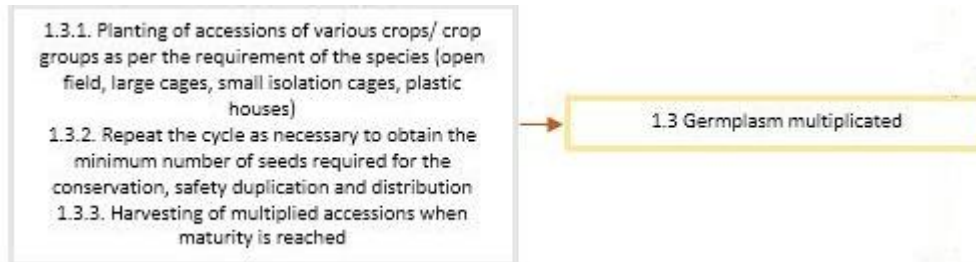 1.3.1. Planting of accessions of various crops/ crop
groups as per the requirement of the species (open
field, large cages, small isolation cages, plastic
houses)
1.3.2. Repeat the cycle as necessary to obtain the
minimum number of seeds required for the
conservation, safety duplication and distribution
1.3.3. Harvesting of multiplied accessions when
maturity is reached
1.3 Germplasm multiplicated